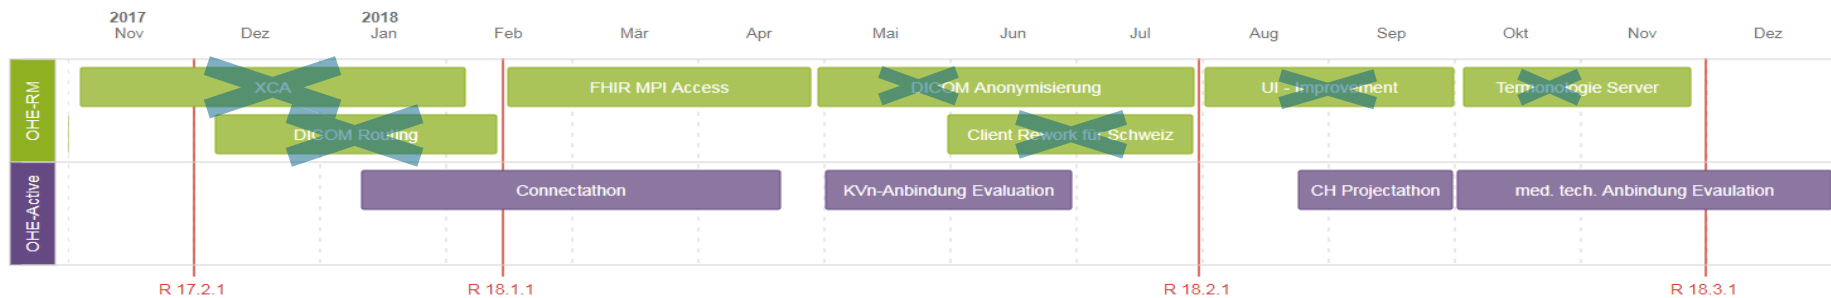 2017
2018
Nov Dez Jan Feb Mär Apr Mai Jun Jul Aug Sep Okt Nov Dez
OHE-RM
XCA FHIR MPI Access DICOM Anonymisierung UI - Improvement Termonologie Server
DICOM Routing Client Rework für Schweiz
OHE-Active
Connectathon KVn-Anbindung Evaluation CH Projectathon med. tech. Anbindung Evaulation
R 17.2.1 R 18.1.1 R 18.2.1 R 18.3.1